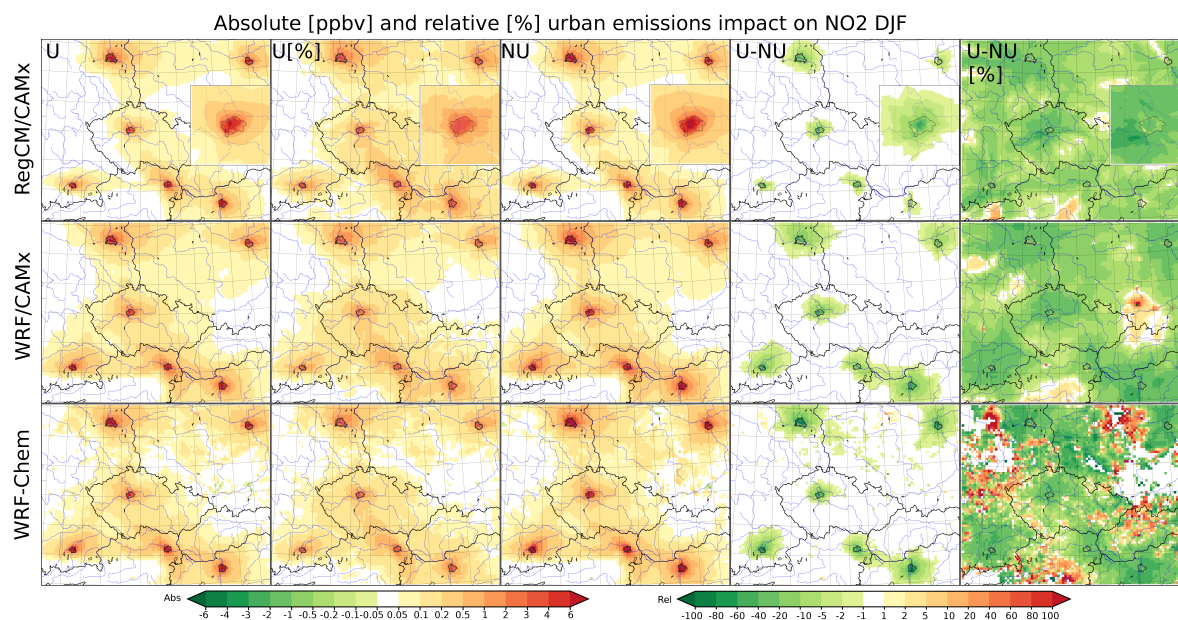 Absolute [ppbv] and relative [%] urban emissions impact on NO2 DJF
U U[%] NU U-NU U-NU
[%]
RegCM/CAMx
WRF/CAMx
WRF-Chem
Abs
-6 -4 -3 -2 -1 -0.5 -0.2 -0.1 -0.05 0.05 0.1 0.2 0.5 1 2 3 4 6
Rel
-100 -80 -60 -40 -20 -10 -5 -2 -1 1 2 5 10 20 40 60 80 100